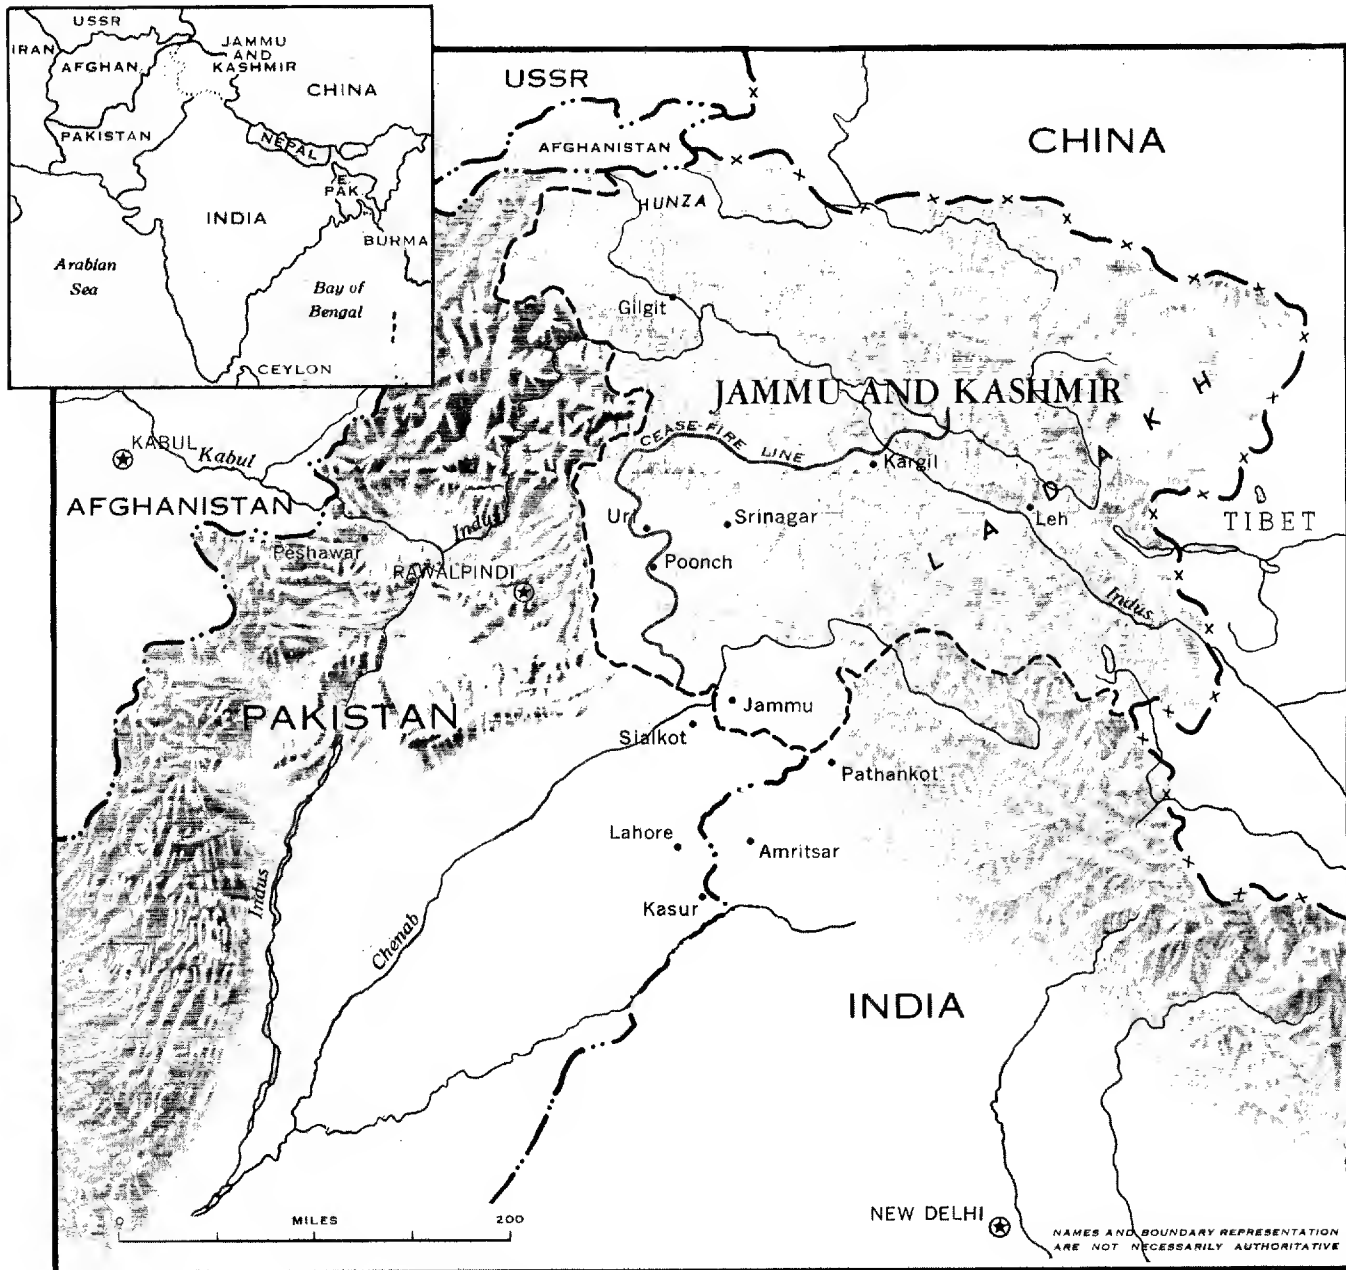 USSR
IRAN
AFGHAN.
JAMMU
AND
KASHMIR
CHINA
PAKISTAN
NEPAL
E.
PAK.
INDIA
BURMA
Arabian
Sea
Bay of
Bengal
CEYLON
USSR
AFGHANISTAN
CHINA
HUNZA
Gilgit
JAMMU AND KASHMIR
CEASE-FIRE LINE
Kargil
LADAKH
KABUL
Kabul
AFGHANISTAN
Indus
Uri
Srinagar
Leh
TIBET
Peshawar
RAWALPINDI
Poonch
Indus
PAKISTAN
Jammu
Sialkot
Pathankot
Lahore
Amritsar
Indus
Kasur
Chenab
INDIA
0 MILES 200
NEW DELHI
NAMES AND BOUNDARY REPRESENTATION
ARE NOT NECESSARILY AUTHORITATIVE